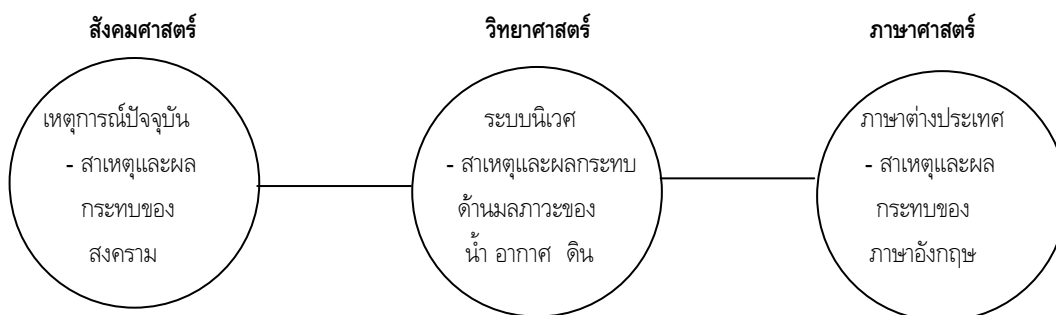 สังคมศาสตร์
เหตุการณ์ปัจจุบัน
- สาเหตุและผล
กระทบของ
สงคราม
วิทยาศาสตร์
ระบบนิเวศ
- สาเหตุและผลกระทบ
ด้านมลภาวะของ
น้ำ อากาศ ดิน
ภาษาศาสตร์
ภาษาต่างประเทศ
- สาเหตุและผล
กระทบของ
ภาษาอังกฤษ